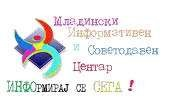 Младински
Информативен
и Советодавен
Центар
ИНФОРМИРАЈ СЕ СЕГА !